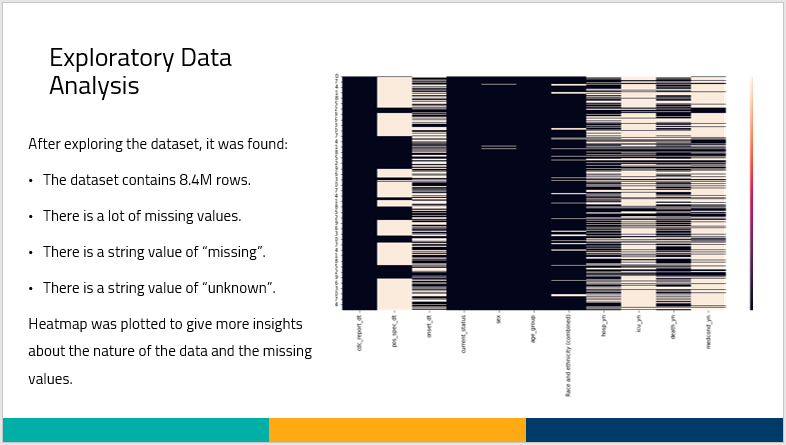 Exploratory Data
Analysis
After exploring the dataset, it was found:
• The dataset contains 8.4M rows.
• There is a lot of missing values.
• There is a string value of “missing”.
• There is a string value of “unknown”.
Heatmap was plotted to give more insights
about the nature of the data and the missing
values.
cdc_report_dt
pos_spec_dt
onset_dt
current_status
sex
age_group
Race and ethnicity (combined)
hosp_yn
icu_yn
death_yn
medcond_yn